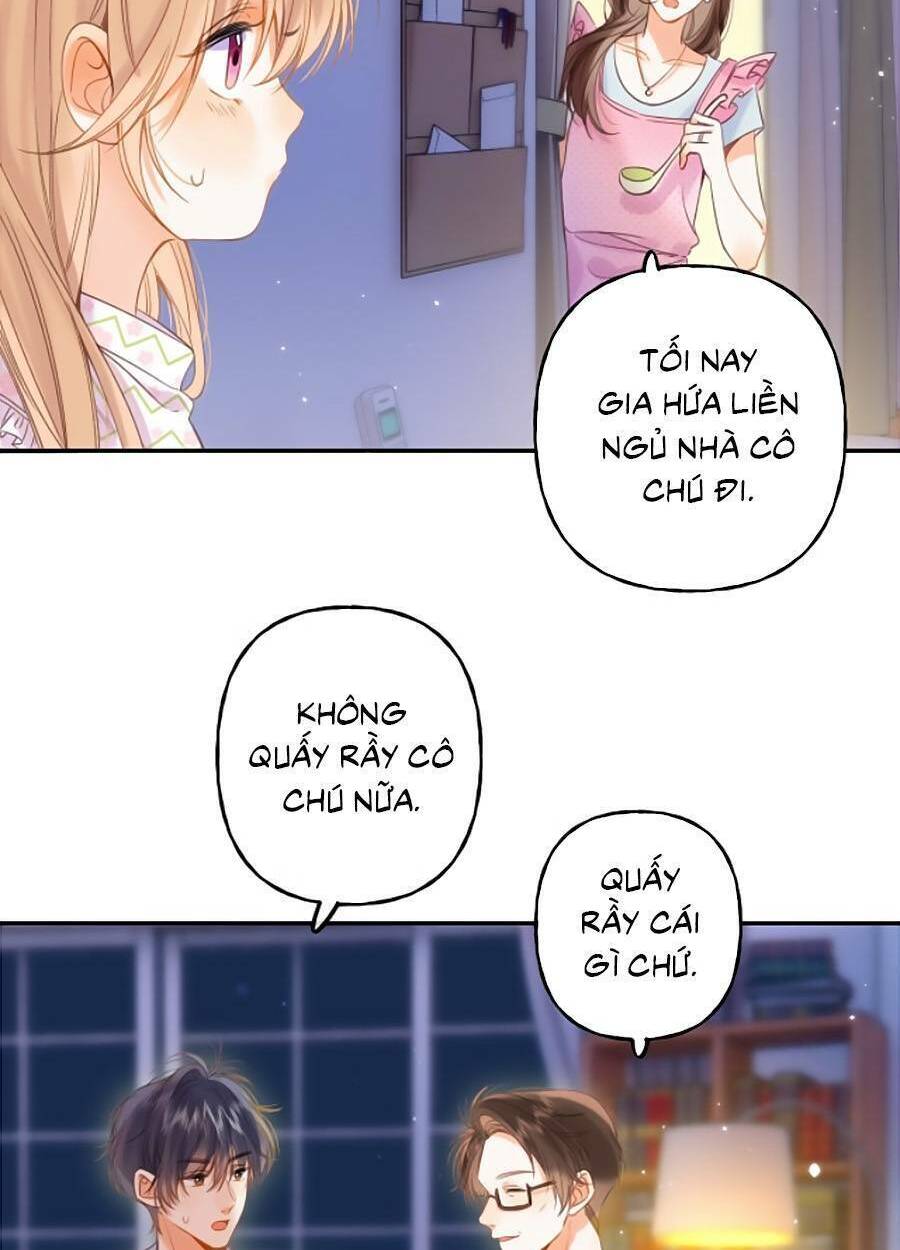 TỐI NAY
GIA HỨA LIỀN
NGỦ NHÀ CÔ
CHÚ ĐI.
KHÔNG
QUẤY RẦY CÔ
CHÚ NỮA.
QUẤY
RẦY CÁI
GÌ CHỨ.